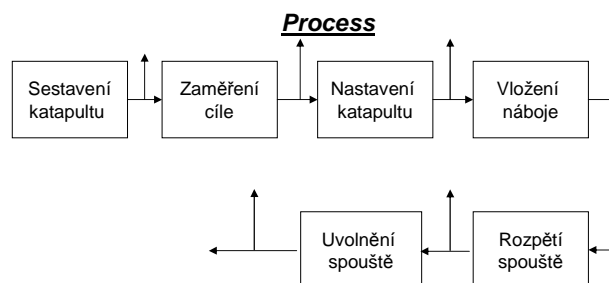 Process
Sestavení
katapultu
Zaměření
cíle
Nastavení
katapultu
Vložení
náboje
Rozpětí
spouště
Uvolnění
spouště